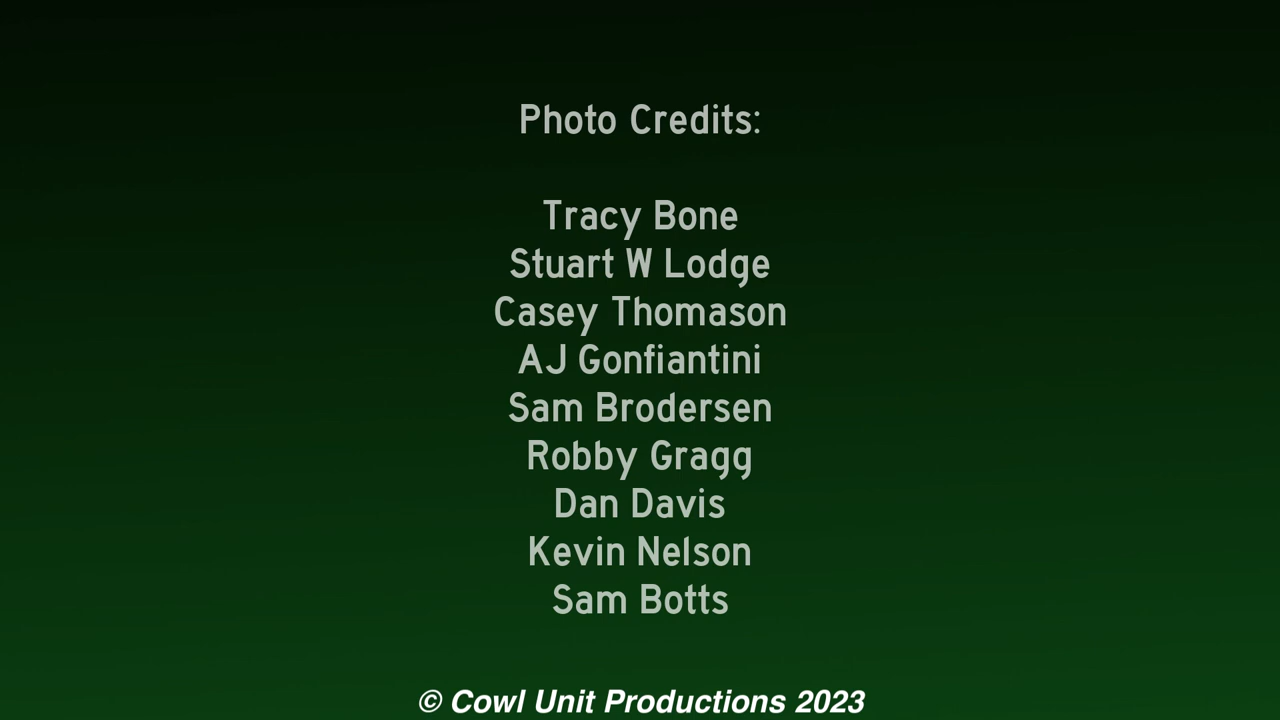 Photo Credits:
Tracy Bone
Stuart W Lodge
Casey Thomason
AJ Gonfiantini
Sam Brodersen
Robby Gragg
Dan Davis
Kevin Nelson
Sam Botts
© Cowl Unit Productions 2023